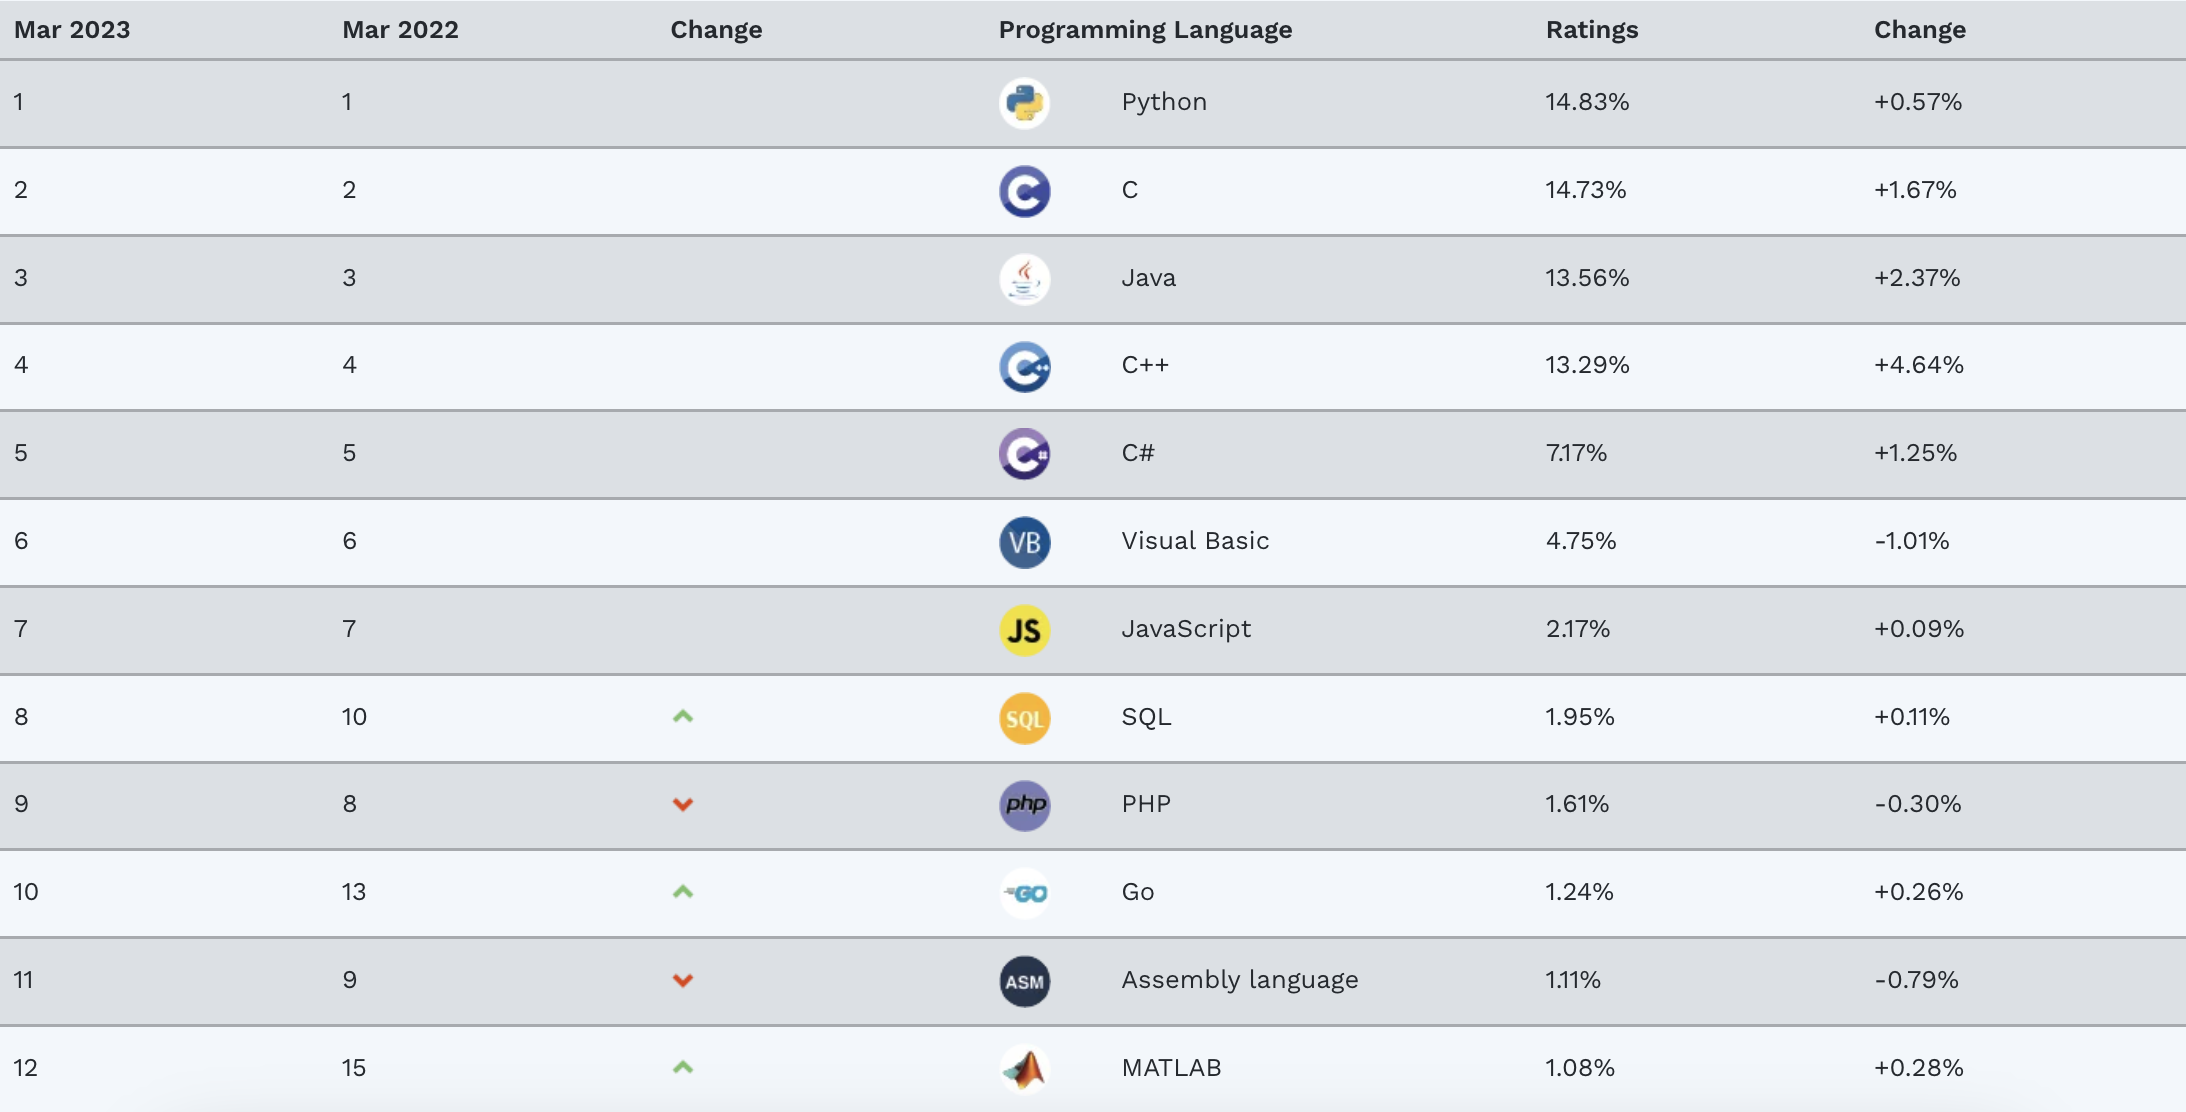 Mar 2023 Mar 2022 Change Programming Language Ratings Change
1 1 Python 14.83% +0.57%
2 2 C C 14.73% +1.67%
3 3 Java 13.56% +2.37%
4 4 C++ C++ 13.29% +4.64%
5 5 C# C# 7.17% +1.25%
6 6 VB Visual Basic 4.75% -1.01%
7 7 JS JavaScript 2.17% +0.09%
8 10 SQL SQL 1.95% +0.11%
9 8 php PHP 1.61% -0.30%
10 13 GO Go 1.24% +0.26%
11 9 ASM Assembly language 1.11% -0.79%
12 15 MATLAB 1.08% +0.28%